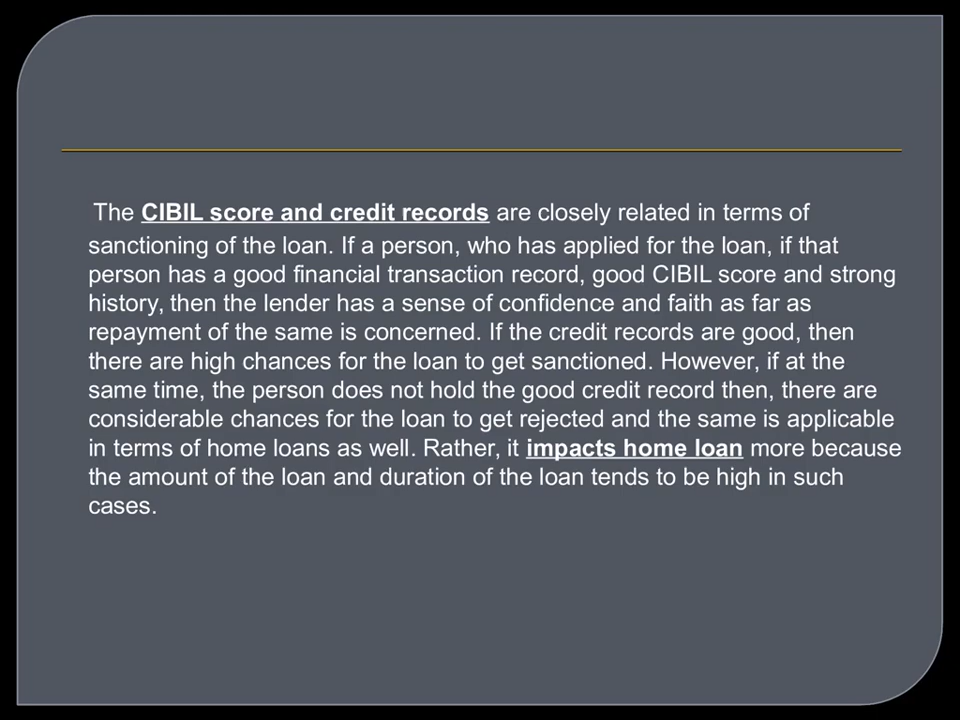 The CIBIL score and credit records are closely related in terms of
sanctioning of the loan. If a person, who has applied for the loan, if that
person has a good financial transaction record, good CIBIL score and strong
history, then the lender has a sense of confidence and faith as far as
repayment of the same is concerned. If the credit records are good, then
there are high chances for the loan to get sanctioned. However, if at the
same time, the person does not hold the good credit record then, there are
considerable chances for the loan to get rejected and the same is applicable
in terms of home loans as well. Rather, it impacts home loan more because
the amount of the loan and duration of the loan tends to be high in such
cases.